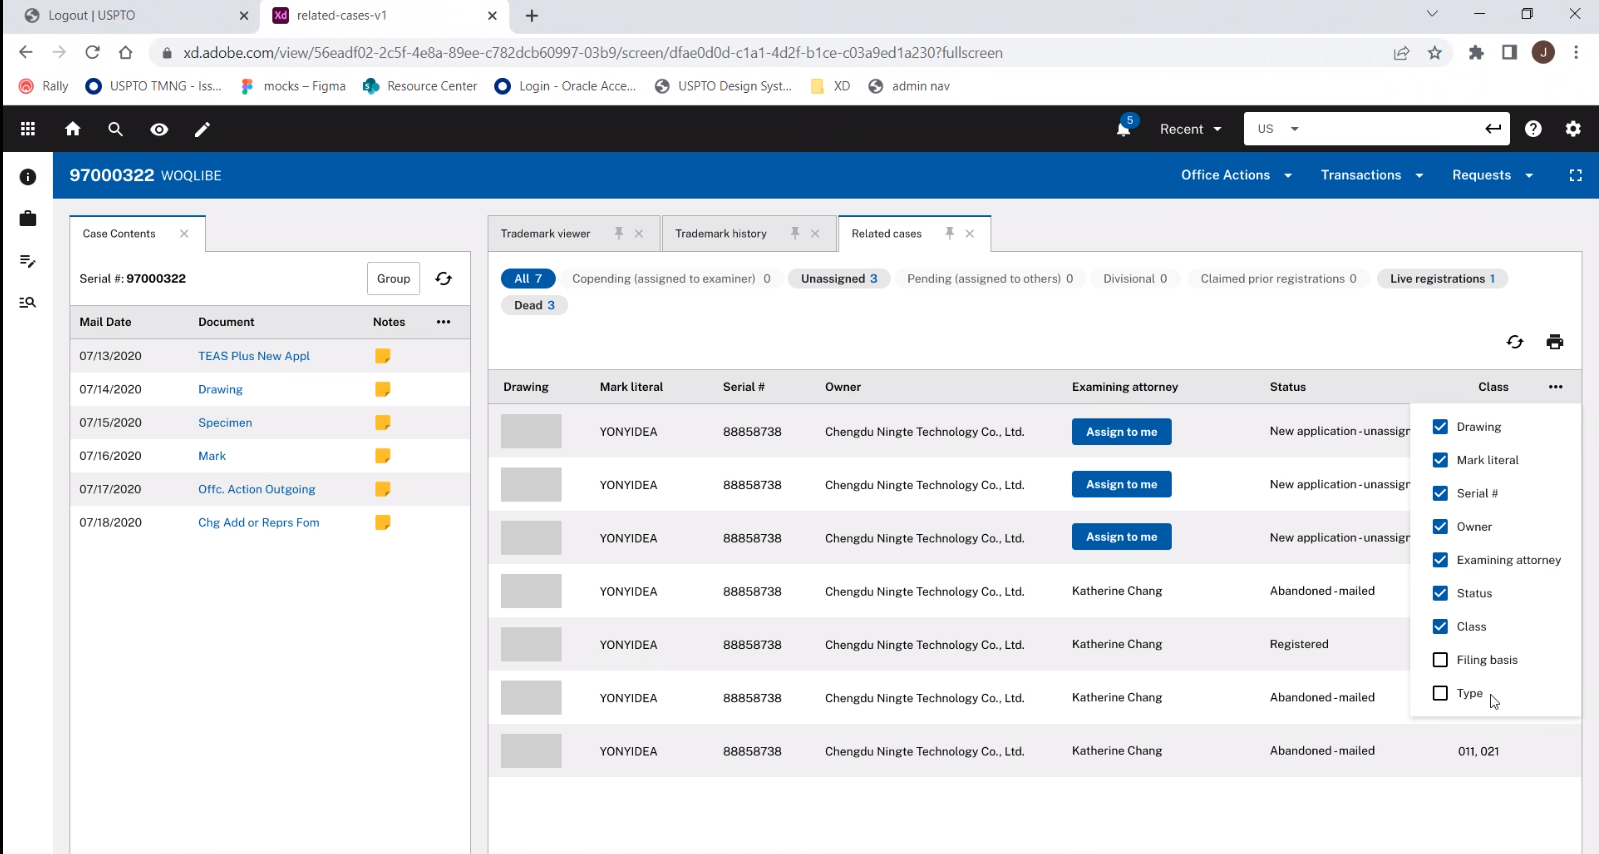 Logout | USPTO
Xd related-cases-v1
xd.adobe.com/view/56eadf02-2c5f-4e8a-89ee-c782dcb60997-03b9/screen/dfae0d0d-c1a1-4d2f-b1ce-c03a9ed1a230?fullscreen
J
Rally USPTO TMNG - Iss... mocks – Figma Resource Center Login - Oracle Acce... USPTO Design Syst... XD admin nav
5 Recent US
97000322 WOQLIBE Office Actions Transactions Requests
Case Contents Trademark viewer Trademark history Related cases
Serial #: 97000322 Group
All 7 Copending (assigned to examiner) 0 Unassigned 3 Pending (assigned to others) 0 Divisional 0 Claimed prior registrations 0 Live registrations 1
Dead 3
Mail Date Document Notes
07/13/2020 TEAS Plus New Appl
07/14/2020 Drawing
07/15/2020 Specimen
07/16/2020 Mark
07/17/2020 Offc. Action Outgoing
07/18/2020 Chg Add or Reprs Fom
Drawing Mark literal Serial # Owner Examining attorney Status Class
YONYIDEA 88858738 Chengdu Ningte Technology Co., Ltd. Assign to me New application - unassigr
YONYIDEA 88858738 Chengdu Ningte Technology Co., Ltd. Assign to me New application - unassigr
YONYIDEA 88858738 Chengdu Ningte Technology Co., Ltd. Assign to me New application - unassigr
YONYIDEA 88858738 Chengdu Ningte Technology Co., Ltd. Katherine Chang Abandoned - mailed
YONYIDEA 88858738 Chengdu Ningte Technology Co., Ltd. Katherine Chang Registered
YONYIDEA 88858738 Chengdu Ningte Technology Co., Ltd. Katherine Chang Abandoned - mailed
YONYIDEA 88858738 Chengdu Ningte Technology Co., Ltd. Katherine Chang Abandoned - mailed 011, 021
Drawing
Mark literal
Serial #
Owner
Examining attorney
Status
Class
Filing basis
Type